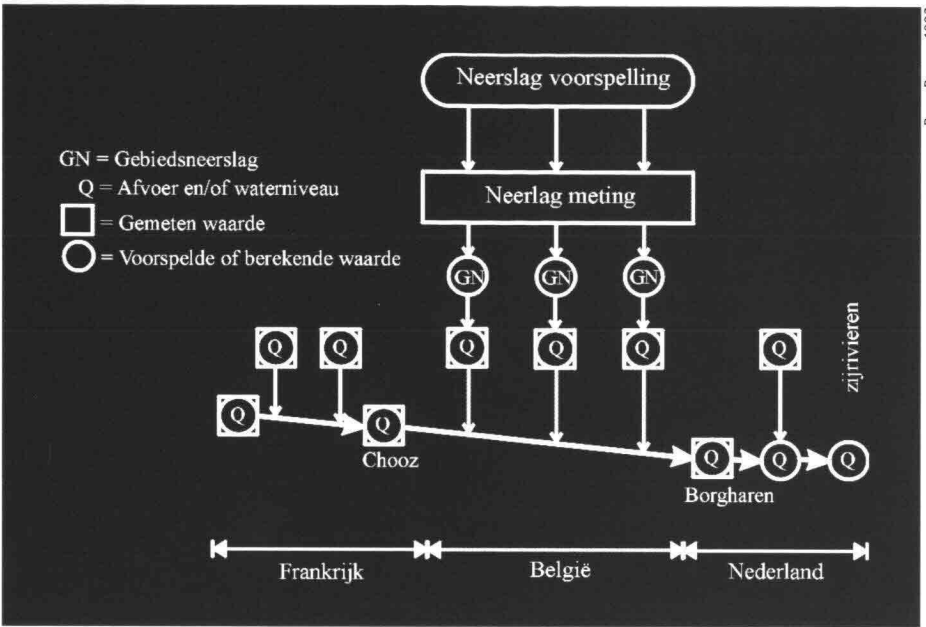 Neerslag voorspelling
GN = Gebiedsneerslag
Q = Afvoer en/of waterniveau
= Gemeten waarde
= Voorspelde of berekende waarde
Neerlag meting
GN GN GN
Q Q Q Q Q Q
zijrivieren
Q Q
Chooz
Q Q Q
Borgharen
Frankrijk België Nederland